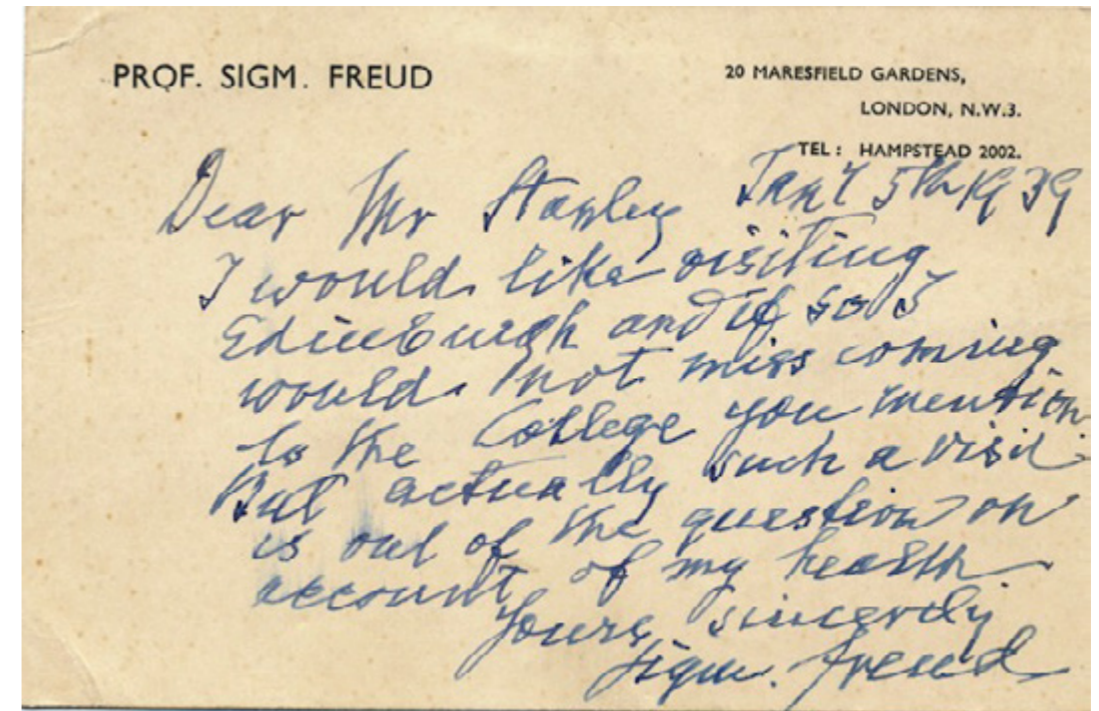 PROF. SIGM. FREUD
20 MARESFIELD GARDENS,
LONDON, N.W.3.
TEL : HAMPSTEAD 2002.
Jany 5th 1939
Dear Mr Stanley
I would like visiting
Edinburgh and if so I
would not miss coming
to the College you mention.
But actually such a visit
is out of the question on
account of my health.
Yours sincerely
Sigm. Freud